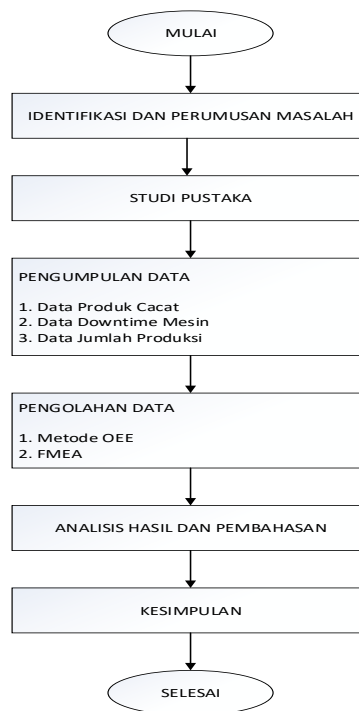 MULAI
IDENTIFIKASI DAN PERUMUSAN MASALAH
STUDI PUSTAKA
PENGUMPULAN DATA
1. Data Produk Cacat
2. Data Downtime Mesin
3. Data Jumlah Produksi
PENGOLAHAN DATA
1. Metode OEE
2. FMEA
ANALISIS HASIL DAN PEMBAHASAN
KESIMPULAN
SELESAI